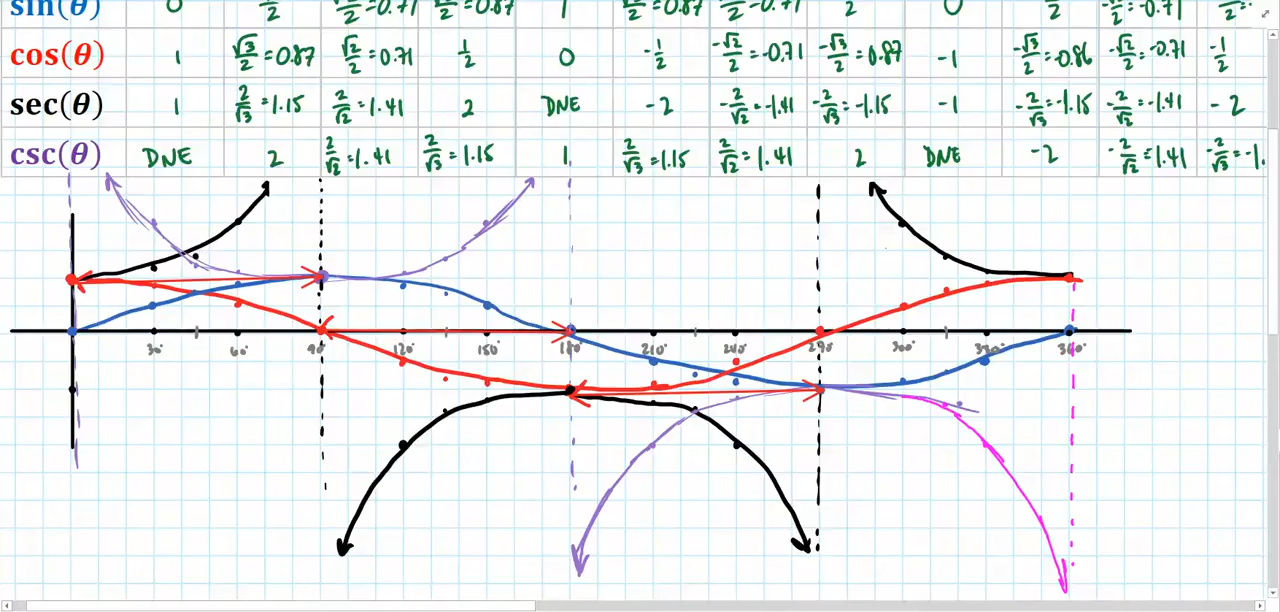 sin(θ) 0 1/2 √2/2=0.71 √3/2=0.87 1 √3/2=0.87 √2/2=0.71 1/2 0 -1/2 -√2/2=-0.71
cos(θ) 1 √3/2=0.87 √2/2=0.71 1/2 0 -1/2 -√2/2=-0.71 -√3/2=0.87 -1 -√3/2=-0.86 -√2/2=-0.71 -1/2
sec(θ) 1 2/√3=1.15 2/√2=1.41 2 DNE -2 -2/√2=-1.41 -2/√3=-1.15 -1 -2/√3=-1.15 -2/√2=-1.41 -2
csc(θ) DNE 2 2/√2=1.41 2/√3=1.15 1 2/√3=1.15 2/√2=1.41 2 DNE -2 -2/√2=1.41 -2/√3=-1.
30° 60° 90° 120° 150° 180° 210° 240° 290° 300° 330° 360°